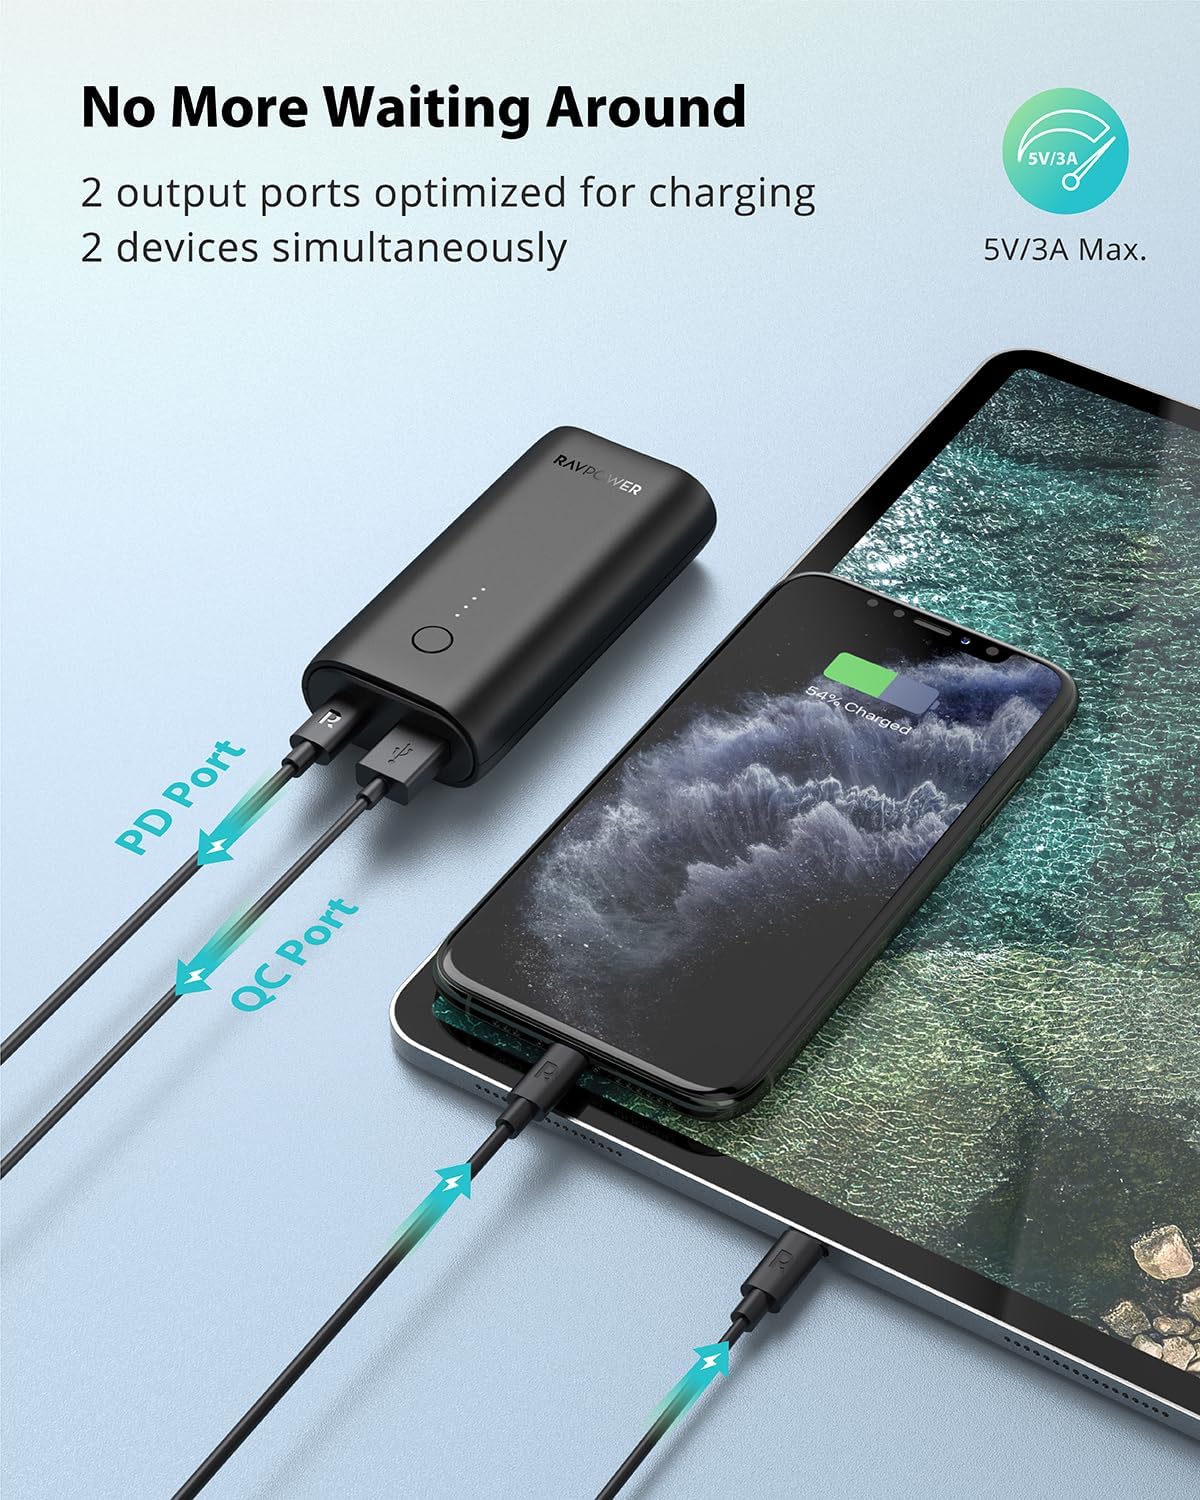 No More Waiting Around
2 output ports optimized for charging
2 devices simultaneously
5V/3A
5V/3A Max.
RAVPOWER
54% Charged
PD Port
QC Port